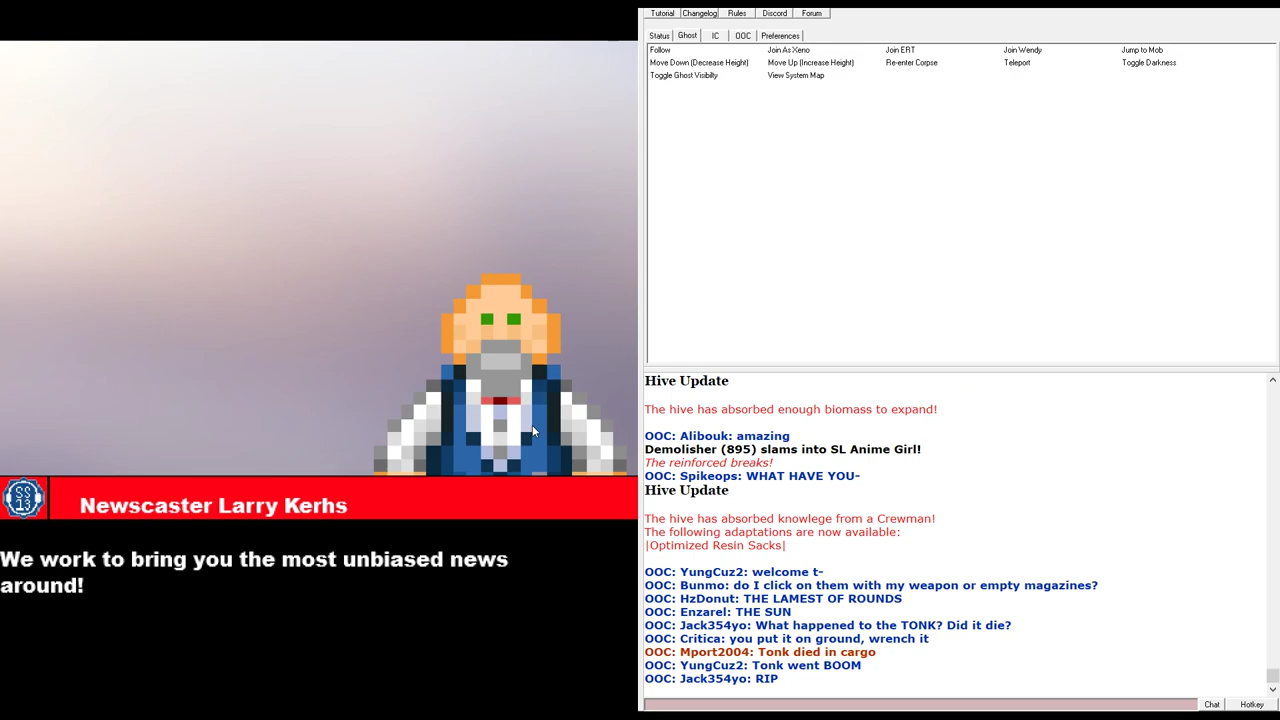 Tutorial Changelog Rules Discord Forum
Status Ghost IC OOC Preferences
Follow Join As Xeno Join ERT Join Wendy Jump to Mob
Move Down (Decrease Height) Move Up (Increase Height) Re-enter Corpse Teleport Toggle Darkness
Toggle Ghost Visibilty View System Map
SS
13
Newscaster Larry Kerhs
We work to bring you the most unbiased news
around!
Hive Update
The hive has absorbed enough biomass to expand!
OOC: Alibouk: amazing
Demolisher (895) slams into SL Anime Girl!
The reinforced breaks!
OOC: Spikeops: WHAT HAVE YOU-
Hive Update
The hive has absorbed knowlege from a Crewman!
The following adaptations are now available:
|Optimized Resin Sacks|
OOC: YungCuz2: welcome t-
OOC: Bunmo: do I click on them with my weapon or empty magazines?
OOC: HzDonut: THE LAMEST OF ROUNDS
OOC: Enzarel: THE SUN
OOC: Jack354yo: What happened to the TONK? Did it die?
OOC: Critica: you put it on ground, wrench it
OOC: Mport2004: Tonk died in cargo
OOC: YungCuz2: Tonk went BOOM
OOC: Jack354yo: RIP
Chat Hotkey